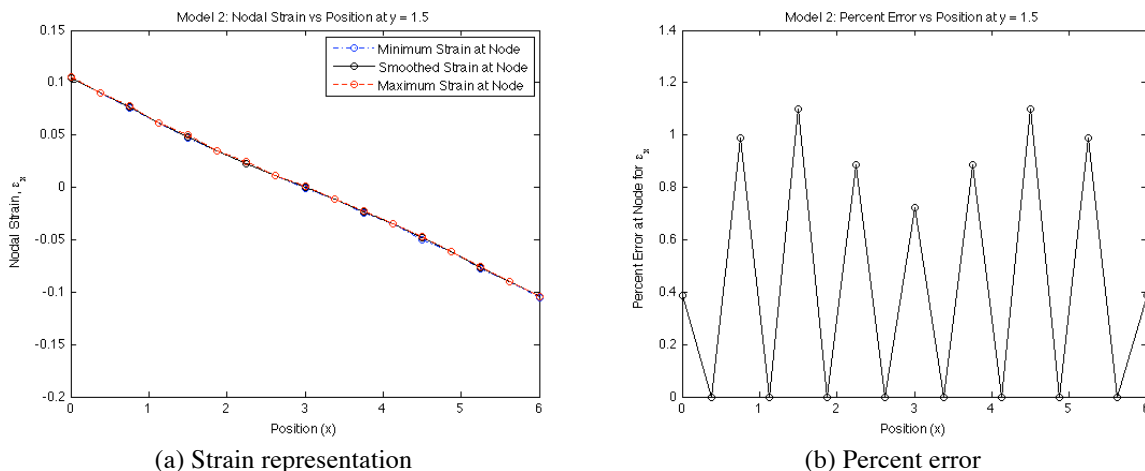 Model 2: Nodal Strain vs Position at y = 1.5
Nodal Strain, εx
0.15
0.1
0.05
0
-0.05
-0.1
-0.15
-0.2
Minimum Strain at Node
Smoothed Strain at Node
Maximum Strain at Node
0 1 2 3 4 5 6
Position (x)
(a) Strain representation
Model 2: Percent Error vs Position at y = 1.5
Percent Error at Node for εx
1.4
1.2
1
0.8
0.6
0.4
0.2
0
0 1 2 3 4 5 6
Position (x)
(b) Percent error